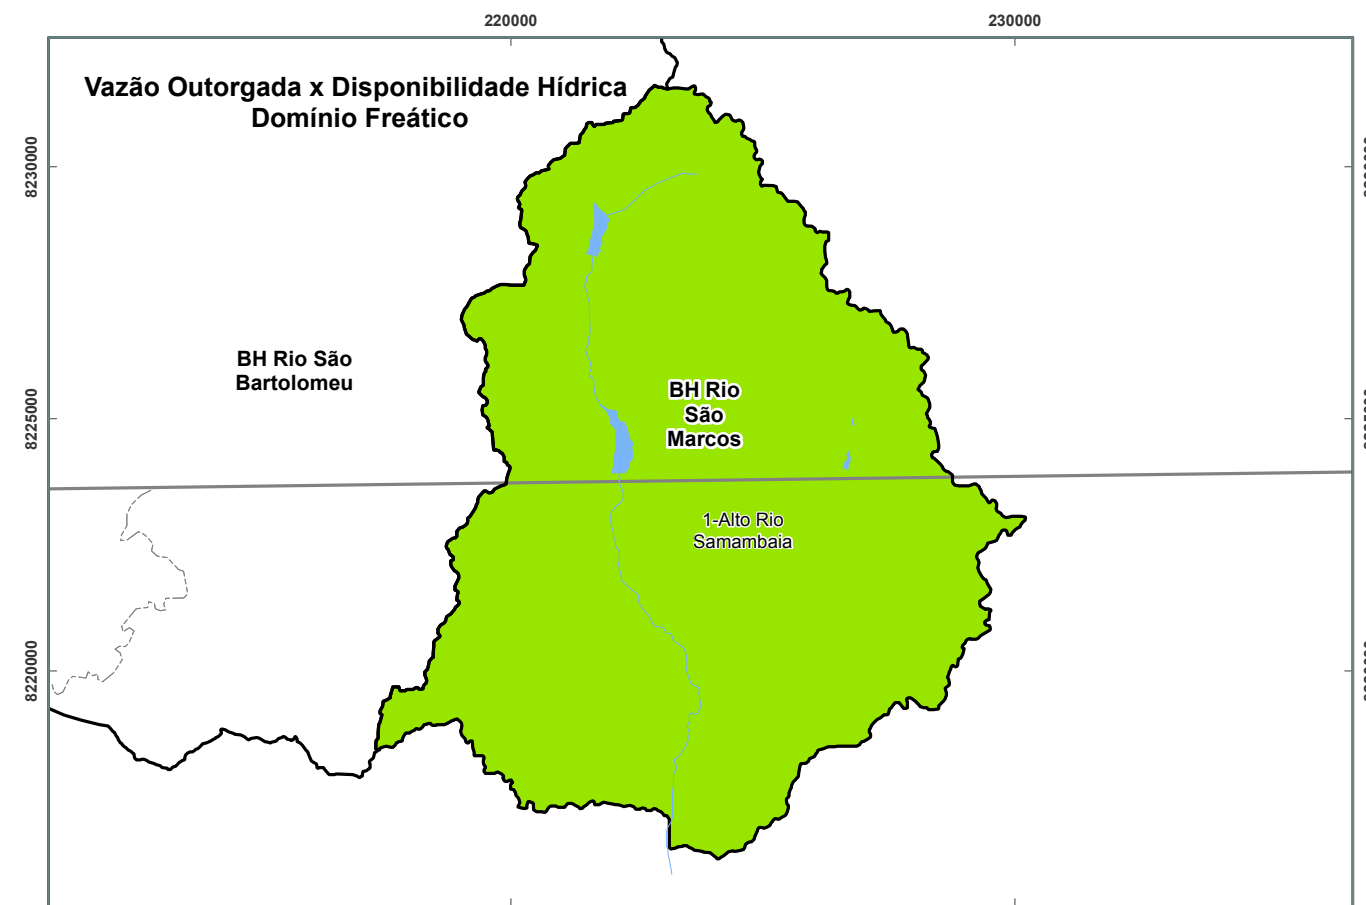 220000
230000
Vazão Outorgada x Disponibilidade Hídrica
Domínio Freático
8230000
BH Rio São
Bartolomeu
BH Rio
São
Marcos
8225000
1-Alto Rio
Samambaia
8220000